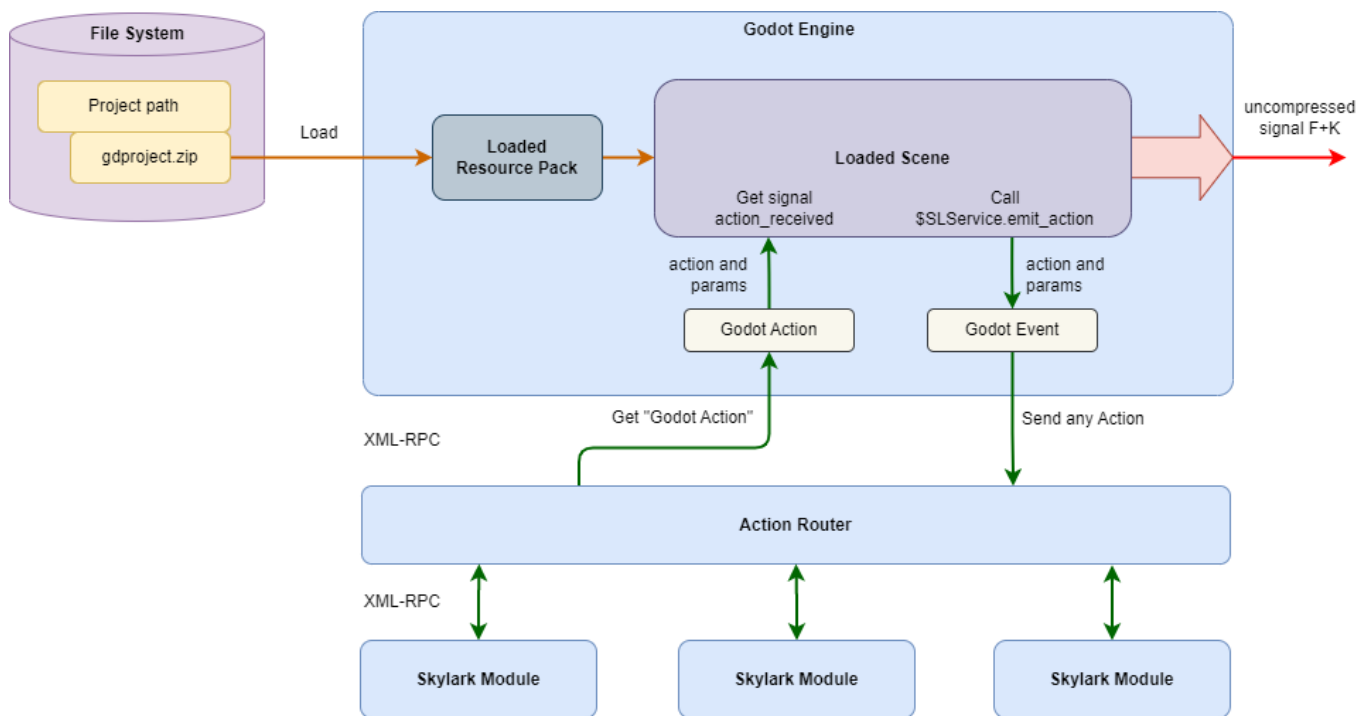 File System
Project path
gdproject.zip
Load
Godot Engine
Loaded
Resource Pack
Loaded Scene
Get signal
action_received
Call
$SLService.emit_action
uncompressed
signal F+K
action and
params
action and
params
Godot Action
Godot Event
Get "Godot Action"
Send any Action
XML-RPC
Action Router
XML-RPC
Skylark Module
Skylark Module
Skylark Module